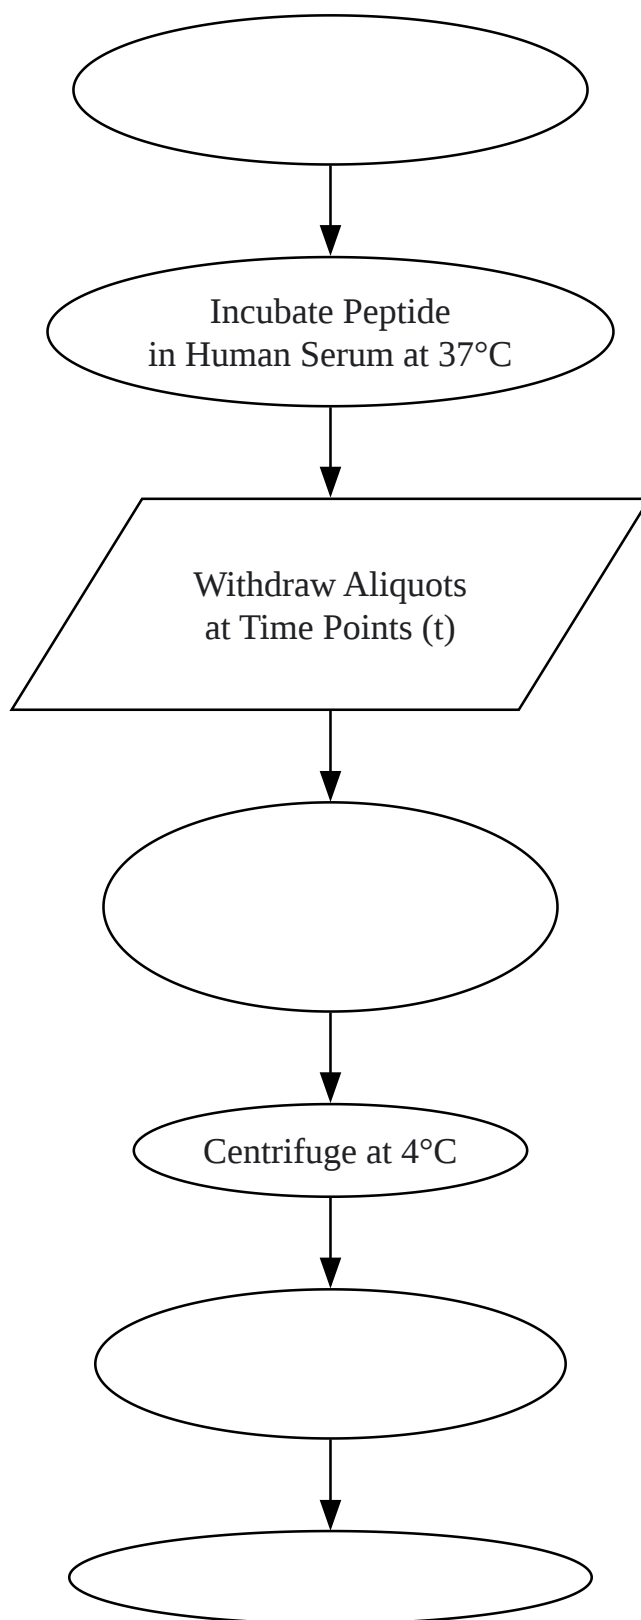 Incubate Peptide
in Human Serum at 37°C
Withdraw Aliquots
at Time Points (t)
Centrifuge at 4°C